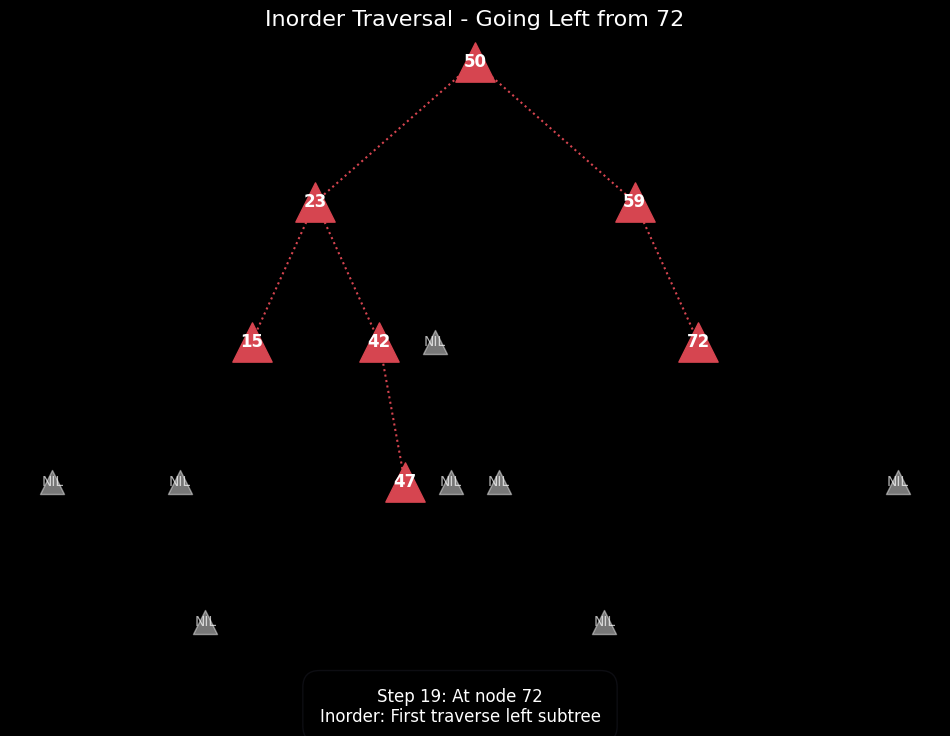 Inorder Traversal - Going Left from 72
50
23
59
15
42
NIL
72
NIL
NIL
47
NIL
NIL
NIL
NIL
NIL
Step 19: At node 72
Inorder: First traverse left subtree